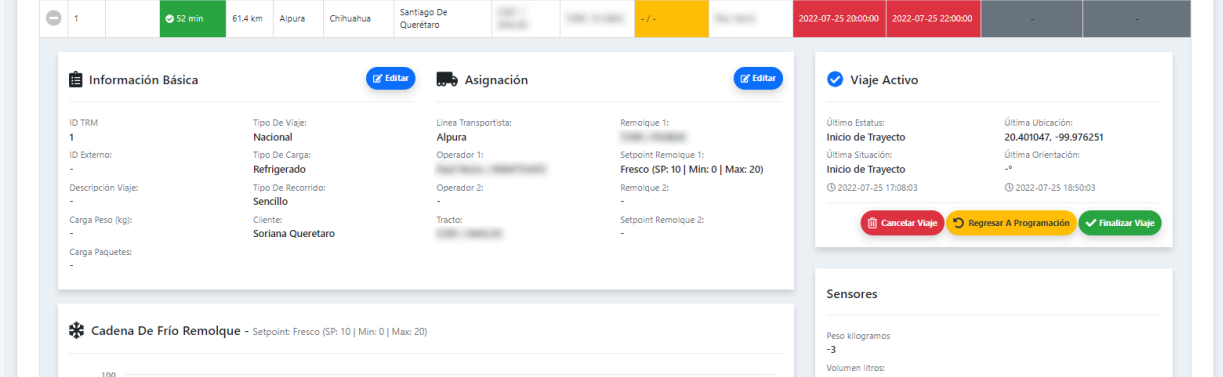 1 52 min 61.4 km Alpura Chihuahua Santiago De - / - 2022-07-25 20:00:00 2022-07-25 22:00:00 - -
Querétaro
Información Básica Editar
ID TRM Tipo De Viaje:
1 Nacional
ID Externo: Tipo De Carga:
- Refrigerado
Descripción Viaje: Tipo De Recorrido:
- Sencillo
Carga Peso (kg): Cliente:
- Soriana Queretaro
Carga Paquetes:
-
Asignación Editar
Linea Transportista: Remolque 1:
Alpura
Operador 1: Setpoint Remolque 1:
Fresco (SP: 10 | Min: 0 | Max: 20)
Operador 2: Remolque 2:
- -
Tracto: Setpoint Remolque 2:
-
Viaje Activo
Último Estatus: Última Ubicación:
Inicio de Trayecto 20.401047, -99.976251
Última Situación: Última Orientación:
Inicio de Trayecto -°
2022-07-25 17:08:03 2022-07-25 18:50:03
Cancelar Viaje Regresar A Programación Finalizar Viaje
Cadena De Frío Remolque - Setpoint: Fresco (SP: 10 | Min: 0 | Max: 20)
100
Sensores
Peso kilogramos
-3
Volumen litros: